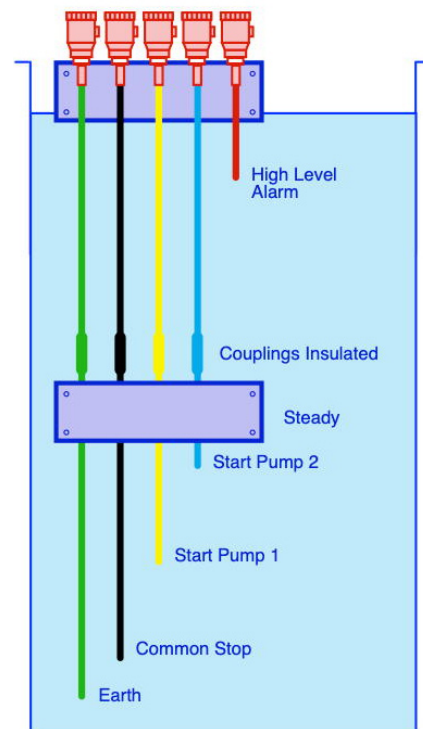 High Level
Alarm
Couplings Insulated
Steady
Start Pump 2
Start Pump 1
Common Stop
Earth